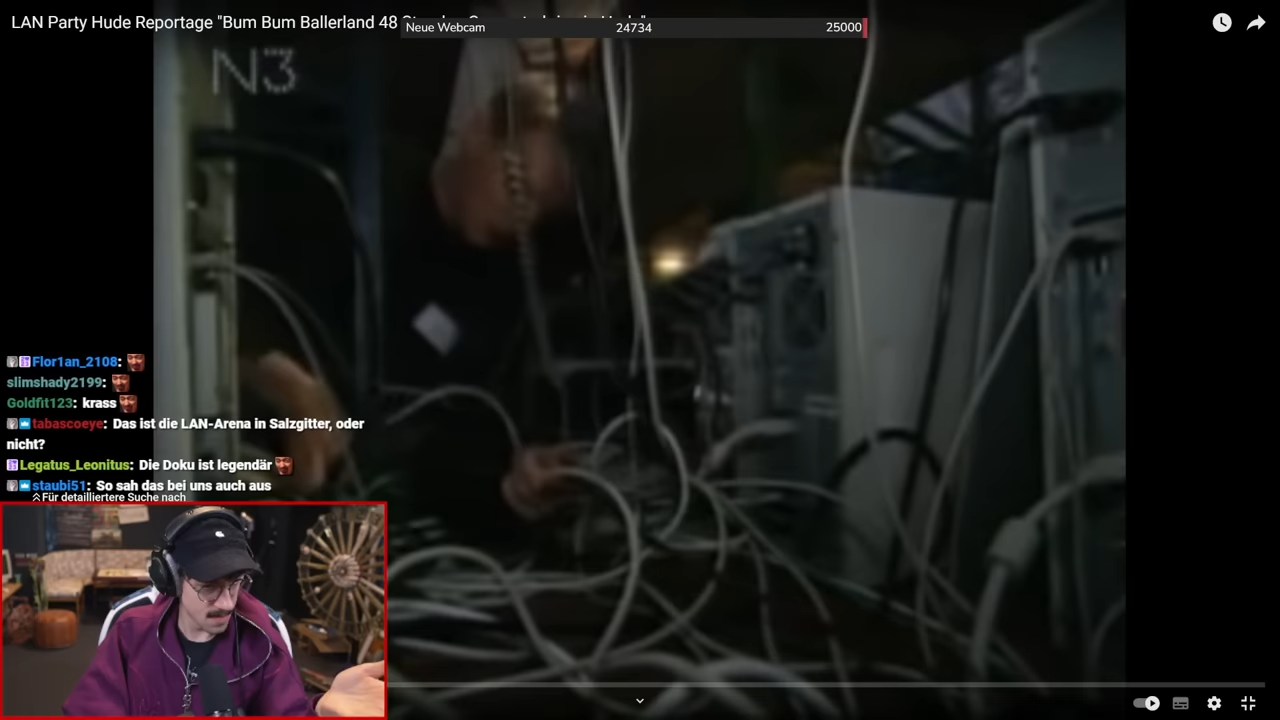 LAN Party Hude Reportage "Bum Bum Ballerland 48
Neue Webcam 24734 25000
N3
Flor1an_2108:
slimshady2199:
Goldfit123: krass
tabascoeye: Das ist die LAN-Arena in Salzgitter, oder
nicht?
Legatus_Leonitus: Die Doku ist legendär
staubi51: So sah das bei uns auch aus
Für detailliertere Suche nach